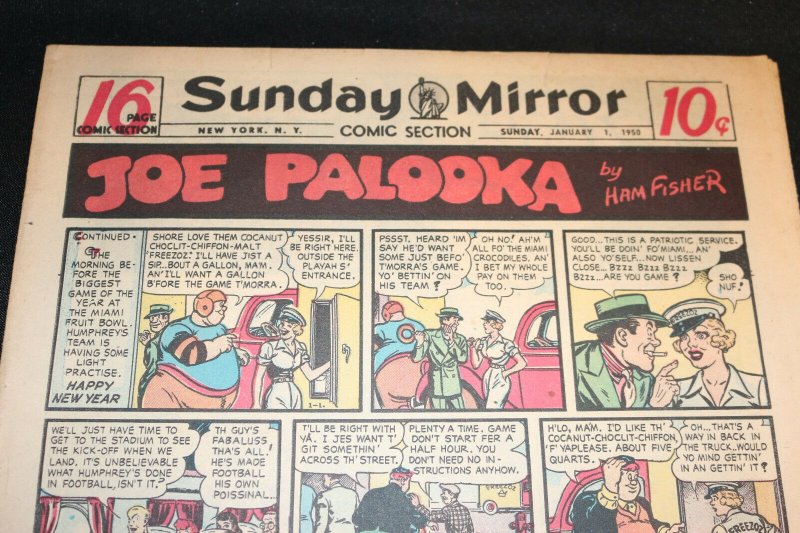 16
PAGE
COMIC SECTION
Sunday Mirror
10¢
NEW YORK, N. Y.
COMIC SECTION
SUNDAY, JANUARY 1, 1950
JOE PALOOKA
by
HAM FISHER
CONTINUED-
THE
MORNING BE-
FORE THE
BIGGEST
GAME OF THE
YEAR AT
THE MIAMI
FRUIT BOWL.
HUMPHREY'S
TEAM IS
HAVING SOME
LIGHT
PRACTISE.
HAPPY
NEW YEAR
SHORE LOVE THEM COCANUT
CHOCLIT-CHIFFON-MALT
"FREEZOZ." I'LL HAVE JIST A
SIP...BOUT A GALLON, MAM.
AN' I'LL WANT A GALLON
B'FORE THE GAME T'MORRA.
YESSIR, I'LL
BE RIGHT HERE.
OUTSIDE THE
PLAYAH S'
ENTRANCE.
1-1.
PSSST. HEARD 'IM
SAY HE'D WANT
SOME JUST BEFO'
T'MORRA'S GAME.
YO' BETTIN' ON
HIS TEAM?
OH NO! AH'M
ALL FO' THE MIAMI
CROCODILES. AN'
I BET MY WHOLE
PAY ON THEM
TOO.
GOOD...THIS IS A PATRIOTIC SERVICE.
YOU'LL BE DOIN' FO'MIAMI... AN'
ALSO YO'SELF...NOW LISSEN
CLOSE... BZZZ BZZZ BZZZ
BZZZ...ARE YOU GAME?
SHO
NUF!
FREEZOZ
WE'LL JUST HAVE TIME TO
GET TO THE STADIUM TO SEE
THE KICK-OFF WHEN WE
LAND. IT'S UNBELIEVABLE
WHAT HUMPHREY'S DONE
IN FOOTBALL, ISN'T IT?
TH GUY'S
FABALUSS
THA'S ALL!
HE'S MADE
FOOTBALL
HIS OWN
POISSINAL...
I'LL BE RIGHT WITH
YA. I JES WANT T'
GIT SOMETHIN'
ACROSS TH' STREET.
PLENTY A TIME. GAME
DON'T START FER A
HALF HOUR. YOU
DON'T NEED NO IN-
STRUCTIONS ANYHOW.
FREEZOZ
H'LO, MA'M. I'D LIKE TH'
COCANUT-CHOCLIT-CHIFFON,
'F YAPLEASE. ABOUT FIVE
QUARTS.
OH...THAT'S A
WAY IN BACK IN
THE TRUCK..WOULD
YO MIND GETTIN'
IN AN GETTIN' IT?
FREEZOZ